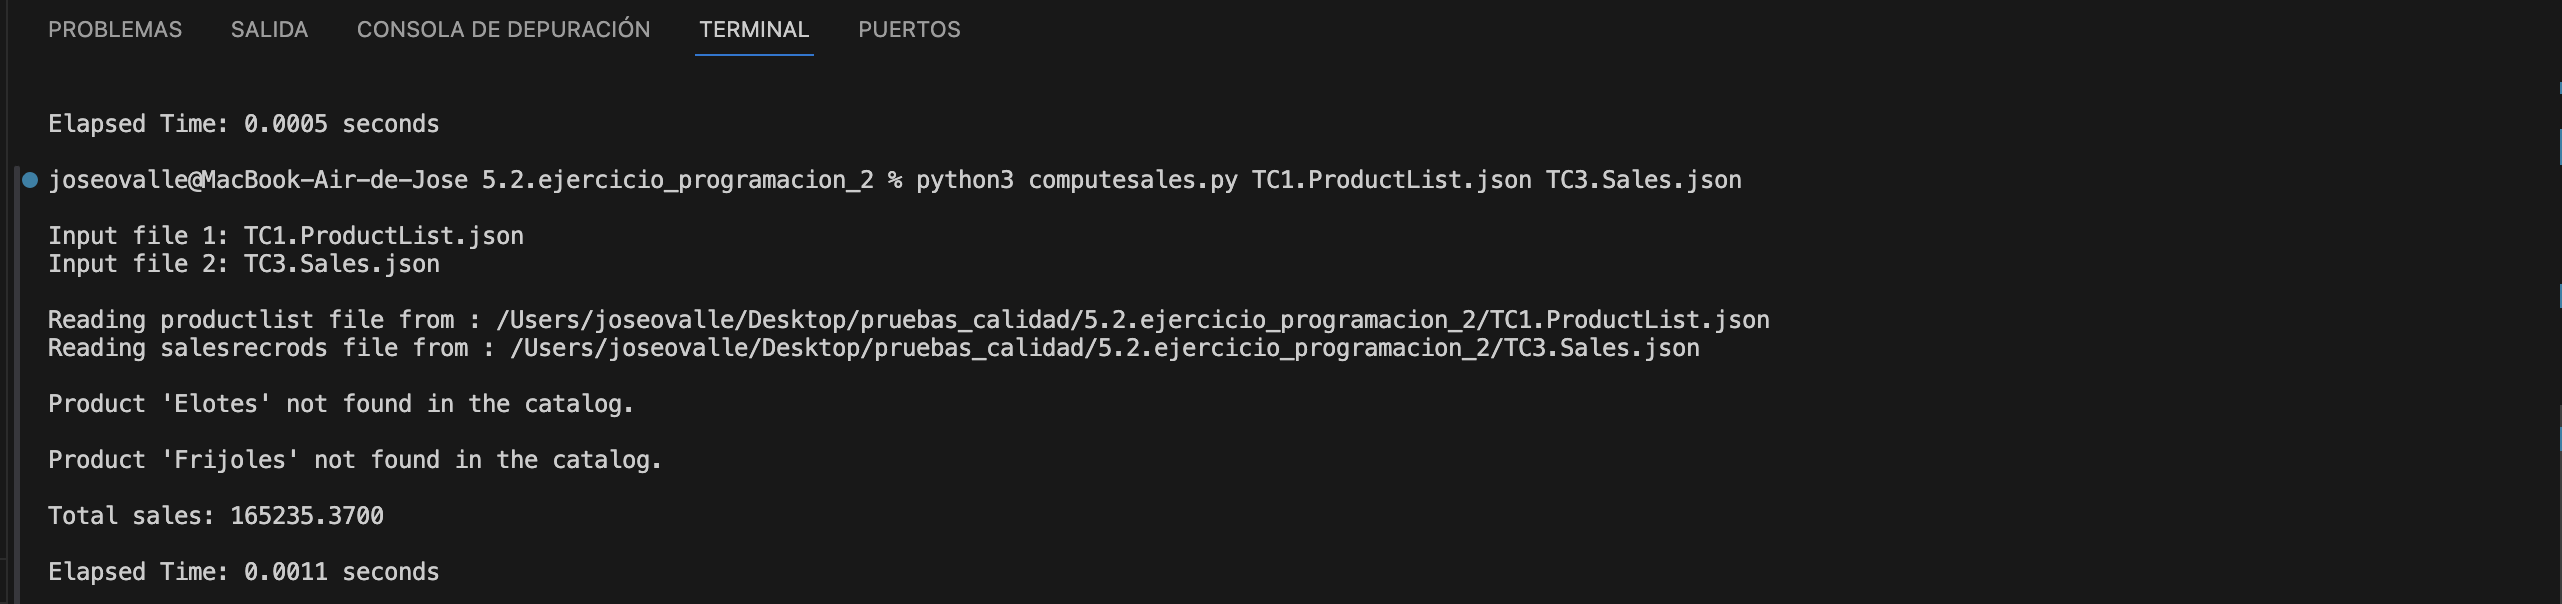 PROBLEMAS SALIDA CONSOLA DE DEPURACIÓN TERMINAL PUERTOS
Elapsed Time: 0.0005 seconds
joseovalle@MacBook-Air-de-Jose 5.2.ejercicio_programacion_2 % python3 computesales.py TC1.ProductList.json TC3.Sales.json
Input file 1: TC1.ProductList.json
Input file 2: TC3.Sales.json
Reading productlist file from : /Users/joseovalle/Desktop/pruebas_calidad/5.2.ejercicio_programacion_2/TC1.ProductList.json
Reading salesrecrods file from : /Users/joseovalle/Desktop/pruebas_calidad/5.2.ejercicio_programacion_2/TC3.Sales.json
Product 'Elotes' not found in the catalog.
Product 'Frijoles' not found in the catalog.
Total sales: 165235.3700
Elapsed Time: 0.0011 seconds